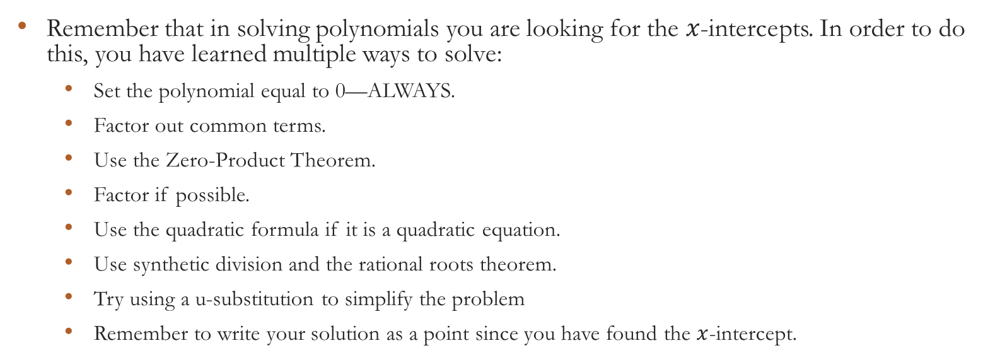 • Remember that in solving polynomials you are looking for the x-intercepts. In order to do
this, you have learned multiple ways to solve:
• Set the polynomial equal to 0—ALWAYS.
• Factor out common terms.
• Use the Zero-Product Theorem.
• Factor if possible.
• Use the quadratic formula if it is a quadratic equation.
• Use synthetic division and the rational roots theorem.
• Try using a u-substitution to simplify the problem
• Remember to write your solution as a point since you have found the x-intercept.